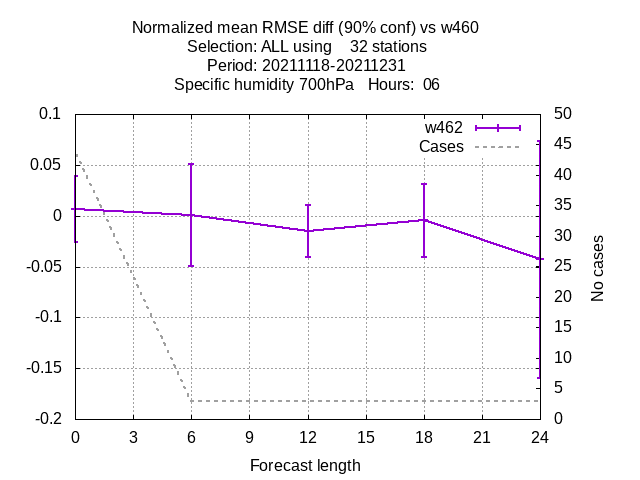 Normalized mean RMSE diff (90% conf) vs w460
Selection: ALL using    32 stations
Period: 20211118-20211231
Specific humidity 700hPa   Hours:  06
w462
Cases
0.1
0.05
0
-0.05
-0.1
-0.15
-0.2
50
45
40
35
30
25
20
15
10
5
0
No cases
0 3 6 9 12 15 18 21 24
Forecast length